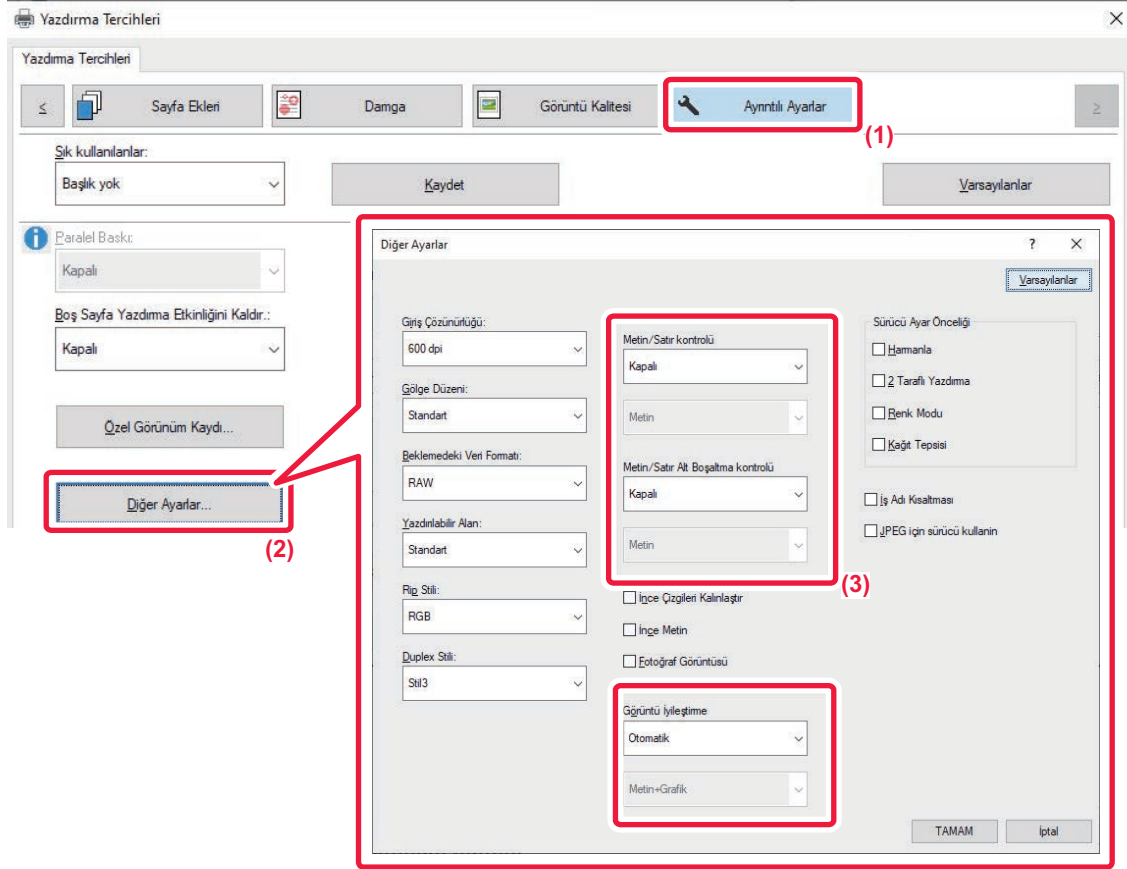 Yazdırma Tercihleri
Yazdırma Tercihleri
≤
Sayfa Ekleri
Damga
Görüntü Kalitesi
Ayrıntılı Ayarlar
≥
(1)
Sık kullanılanlar:
Başlık yok
Kaydet
Varsayılanlar
Paralel Baskı:
Kapalı
Boş Sayfa Yazdırma Etkinliğini Kaldır.:
Kapalı
Özel Görünüm Kaydı...
Diğer Ayarlar...
(2)
Diğer Ayarlar
?
Varsayılanlar
Giriş Çözünürlüğü:
600 dpi
Gölge Düzeni:
Standart
Beklemedeki Veri Formatı:
RAW
Yazdırılabilir Alan:
Standart
Rip Stili:
RGB
Duplex Stili:
Stil3
Metin/Satır kontrolü
Kapalı
Metin
Metin/Satır Alt Boşaltma kontrolü
Kapalı
Metin
(3)
İnce Çizgileri Kalınlaştır
İnce Metin
Fotoğraf Görüntüsü
Görüntü İyileştirme
Otomatik
Metin+Grafik
Sürücü Ayar Önceliği
Harmanla
2 Taraflı Yazdırma
Renk Modu
Kağıt Tepsisi
İş Adı Kısaltması
JPEG için sürücü kullanin
TAMAM
İptal